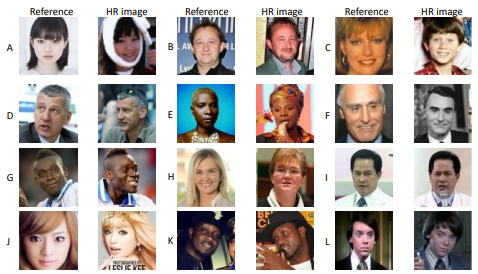 Reference HR image Reference HR image Reference HR image
A B C
D E F
G H I
J K L
PHOTOGRAPHED BY
LESLIE KEE